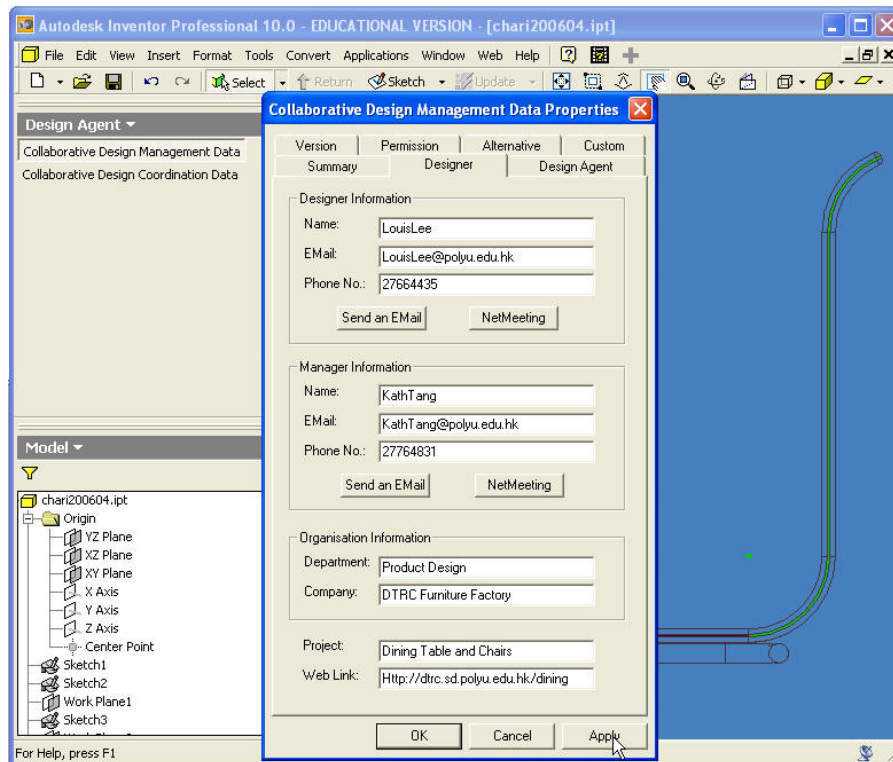 Autodesk Inventor Professional 10.0 - EDUCATIONAL VERSION - [chari200604.ipt]
File Edit View Insert Format Tools Convert Applications Window Web Help
Select Return Sketch Update
Design Agent
Collaborative Design Management Data
Collaborative Design Coordination Data
Model
chari200604.ipt
Origin
YZ Plane
XZ Plane
XY Plane
X Axis
Y Axis
Z Axis
Center Point
Sketch1
Sketch2
Work Plane1
Sketch3
Collaborative Design Management Data Properties
Version Permission Alternative Custom
Summary Designer Design Agent
Designer Information
Name: LouisLee
EMail: LouisLee@polyu.edu.hk
Phone No.: 27664435
Send an EMail NetMeeting
Manager Information
Name: KathTang
EMail: KathTang@polyu.edu.hk
Phone No.: 27764831
Send an EMail NetMeeting
Organisation Information
Department: Product Design
Company: DTRC Furniture Factory
Project: Dining Table and Chairs
Web Link: Http://dtrc.sd.polyu.edu.hk/dining
OK Cancel Apply
For Help, press F1